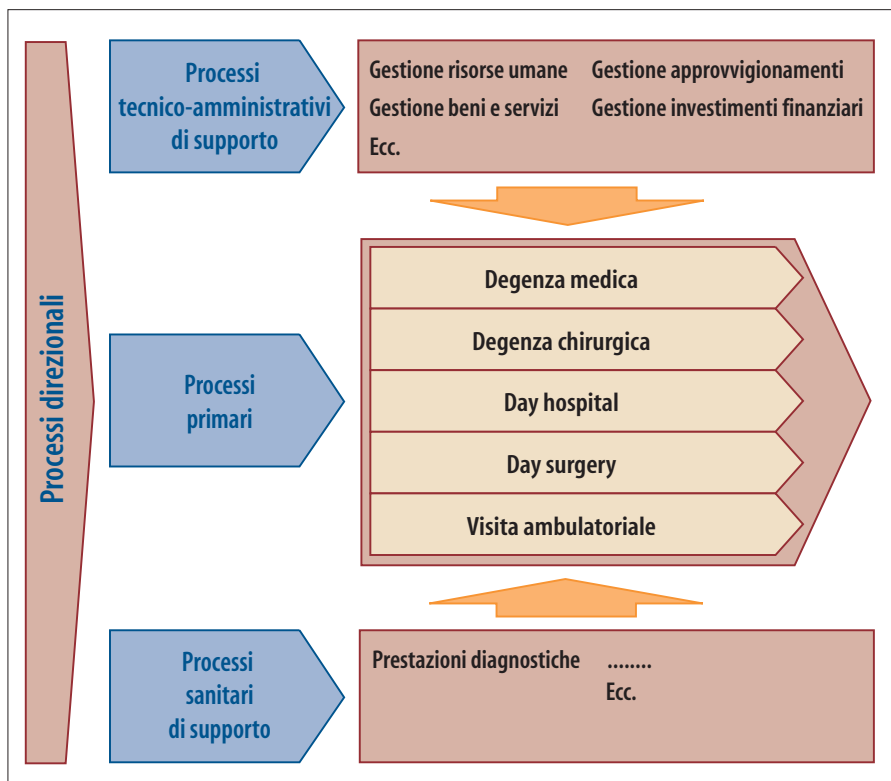 Processi direzionali
Processi
tecnico-amministrativi
di supporto
Gestione risorse umane Gestione approvvigionamenti
Gestione beni e servizi Gestione investimenti finanziari
Ecc.
Processi
primari
Degenza medica
Degenza chirurgica
Day hospital
Day surgery
Visita ambulatoriale
Processi
sanitari
di supporto
Prestazioni diagnostiche ........
Ecc.